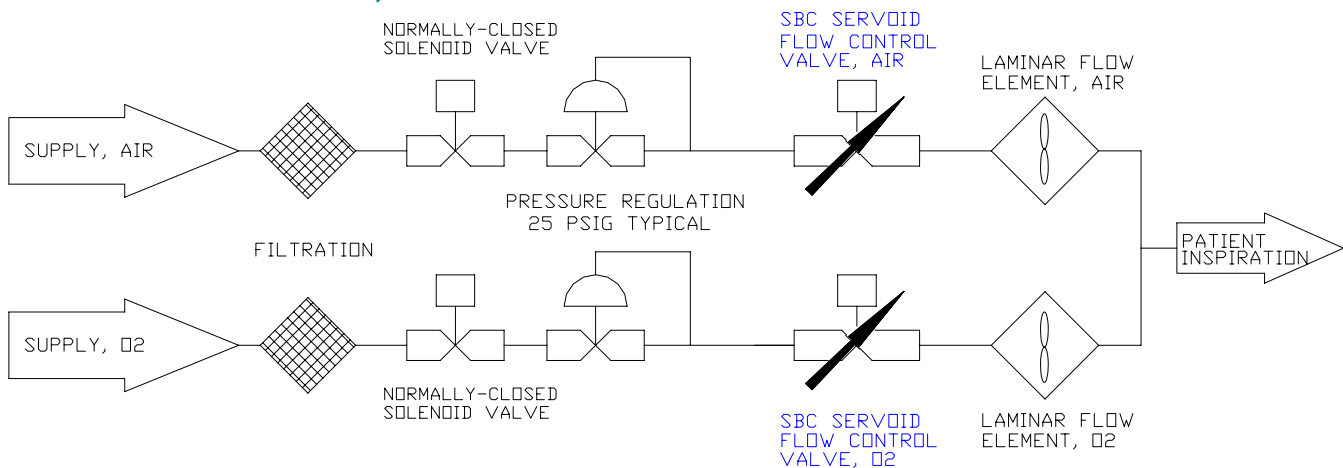 NORMALLY-CLOSED
SOLENOID VALVE
SBC SERVOID
FLOW CONTROL
VALVE, AIR
LAMINAR FLOW
ELEMENT, AIR
SUPPLY, AIR
PRESSURE REGULATION
25 PSIG TYPICAL
FILTRATION
PATIENT
INSPIRATION
SUPPLY, O2
NORMALLY-CLOSED
SOLENOID VALVE
SBC SERVOID
FLOW CONTROL
VALVE, O2
LAMINAR FLOW
ELEMENT, O2